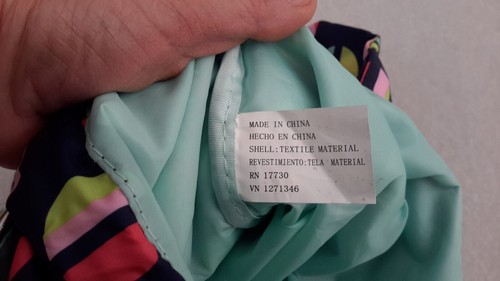 MADE IN CHINA
HECHO EN CHINA
SHELL:TEXTILE MATERIAL
REVESTIMIENTO:TELA MATERIAL
RN 17730
VN 1271346